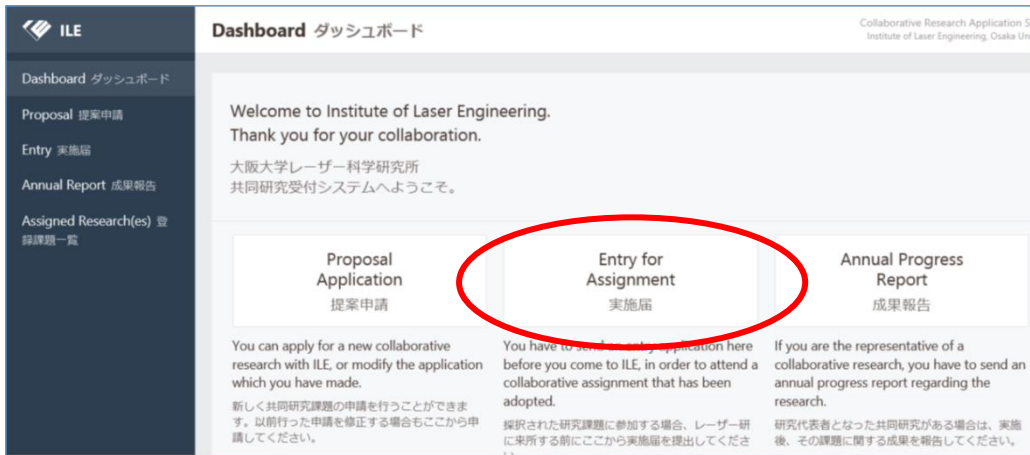 ILE
Dashboard ダッシュボード
Collaborative Research Application S
Institute of Laser Engineering, Osaka Un
Dashboard ダッシュボード
Proposal 提案申請
Entry 実施届
Annual Report 成果報告
Assigned Research(es) 登
録課題一覧
Welcome to Institute of Laser Engineering.
Thank you for your collaboration.
大阪大学レーザー科学研究所
共同研究受付システムへようこそ。
Proposal
Application
提案申請
You can apply for a new collaborative
research with ILE, or modify the application
which you have made.
新しく共同研究課題の申請を行うことができま
す。以前行った申請を修正する場合もここから申
請してください。
Entry for
Assignment
実施届
You have to send an entry application here
before you come to ILE, in order to attend a
collaborative assignment that has been
adopted.
採択された研究課題に参加する場合、レーザー研
に来所する前にここから実施届を提出してくださ
Annual Progress
Report
成果報告
If you are the representative of a
collaborative research, you have to send an
annual progress report regarding the
research.
研究代表者となった共同研究がある場合は、実施
後、その課題に関する成果を報告してください。